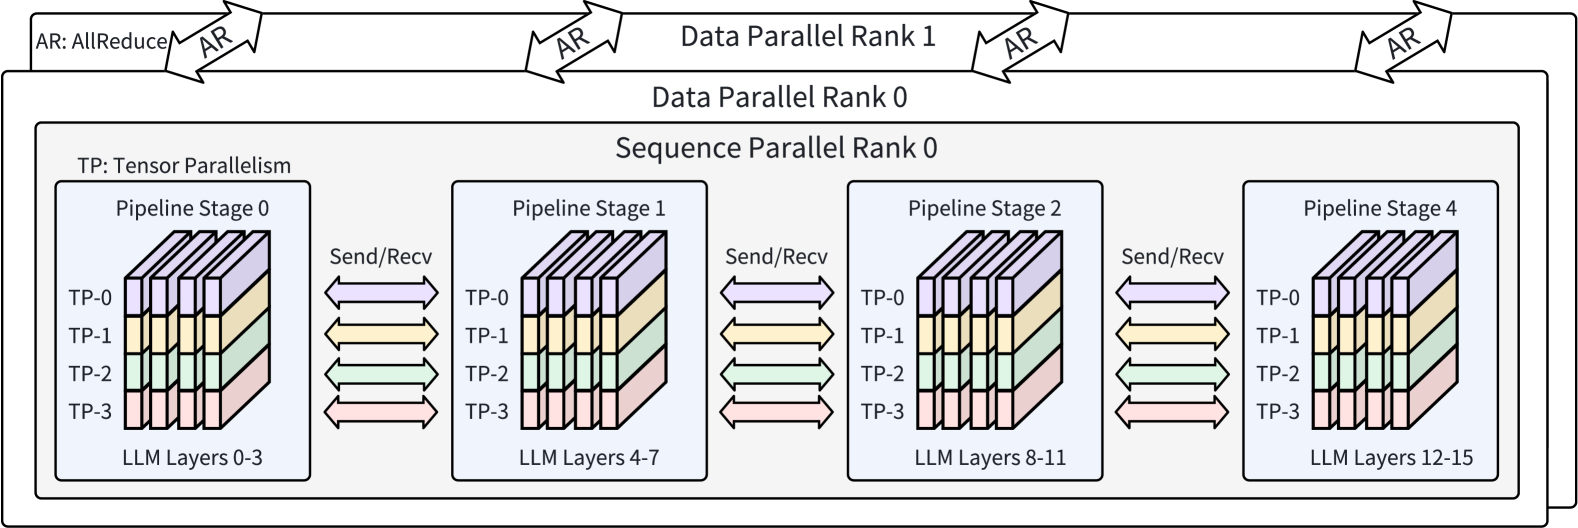 AR: AllReduce
AR
AR
Data Parallel Rank 1
AR
AR
Data Parallel Rank 0
Sequence Parallel Rank 0
TP: Tensor Parallelism
Pipeline Stage 0
TP-0
TP-1
TP-2
TP-3
LLM Layers 0-3
Send/Recv
Pipeline Stage 1
TP-0
TP-1
TP-2
TP-3
LLM Layers 4-7
Send/Recv
Pipeline Stage 2
TP-0
TP-1
TP-2
TP-3
LLM Layers 8-11
Send/Recv
Pipeline Stage 4
TP-0
TP-1
TP-2
TP-3
LLM Layers 12-15